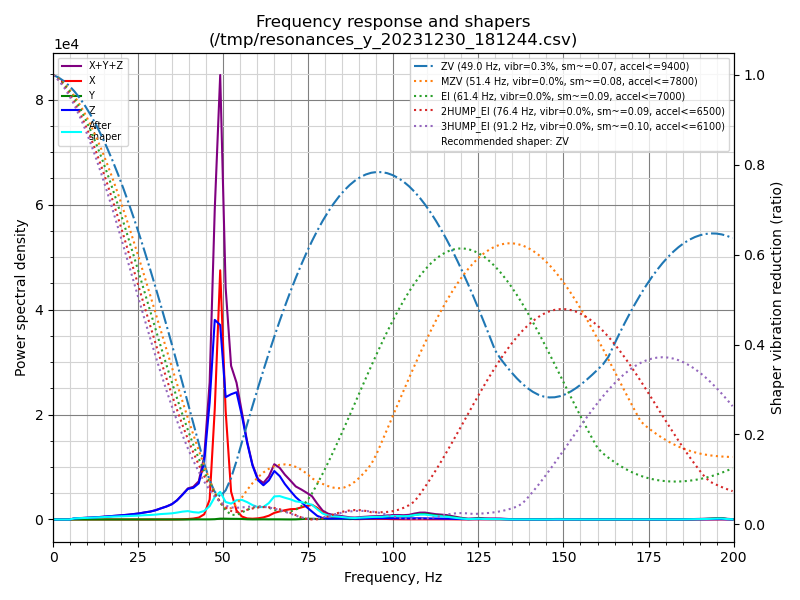 Frequency response and shapers
(/tmp/resonances_y_20231230_181244.csv)
1e4
X+Y+Z
X
Y
Z
After
shaper
ZV (49.0 Hz, vibr=0.3%, sm~=0.07, accel<=9400)
MZV (51.4 Hz, vibr=0.0%, sm~=0.08, accel<=7800)
EI (61.4 Hz, vibr=0.0%, sm~=0.09, accel<=7000)
2HUMP_EI (76.4 Hz, vibr=0.0%, sm~=0.09, accel<=6500)
3HUMP_EI (91.2 Hz, vibr=0.0%, sm~=0.10, accel<=6100)
Recommended shaper: ZV
Power spectral density
8
6
4
2
0
1.0
0.8
0.6
0.4
0.2
0.0
Shaper vibration reduction (ratio)
0 25 50 75 100 125 150 175 200
Frequency, Hz